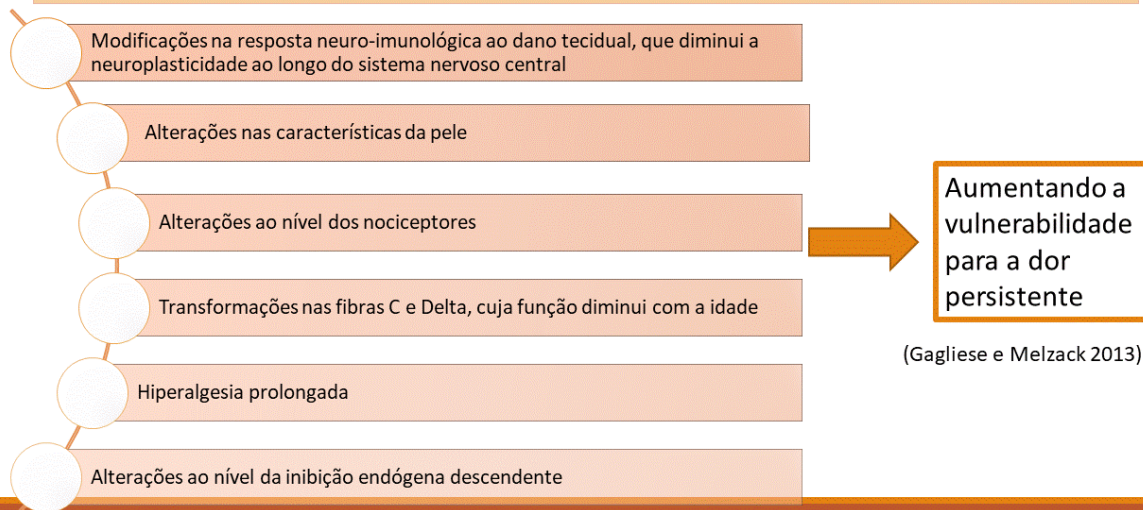 Modificações na resposta neuro-imunológica ao dano tecidual, que diminui a
neuroplasticidade ao longo do sistema nervoso central
Alterações nas características da pele
Alterações ao nível dos nociceptores
Transformações nas fibras C e Delta, cuja função diminui com a idade
Hiperalgesia prolongada
Alterações ao nível da inibição endógena descendente
Aumentando a
vulnerabilidade
para a dor
persistente
(Gagliese e Melzack 2013)